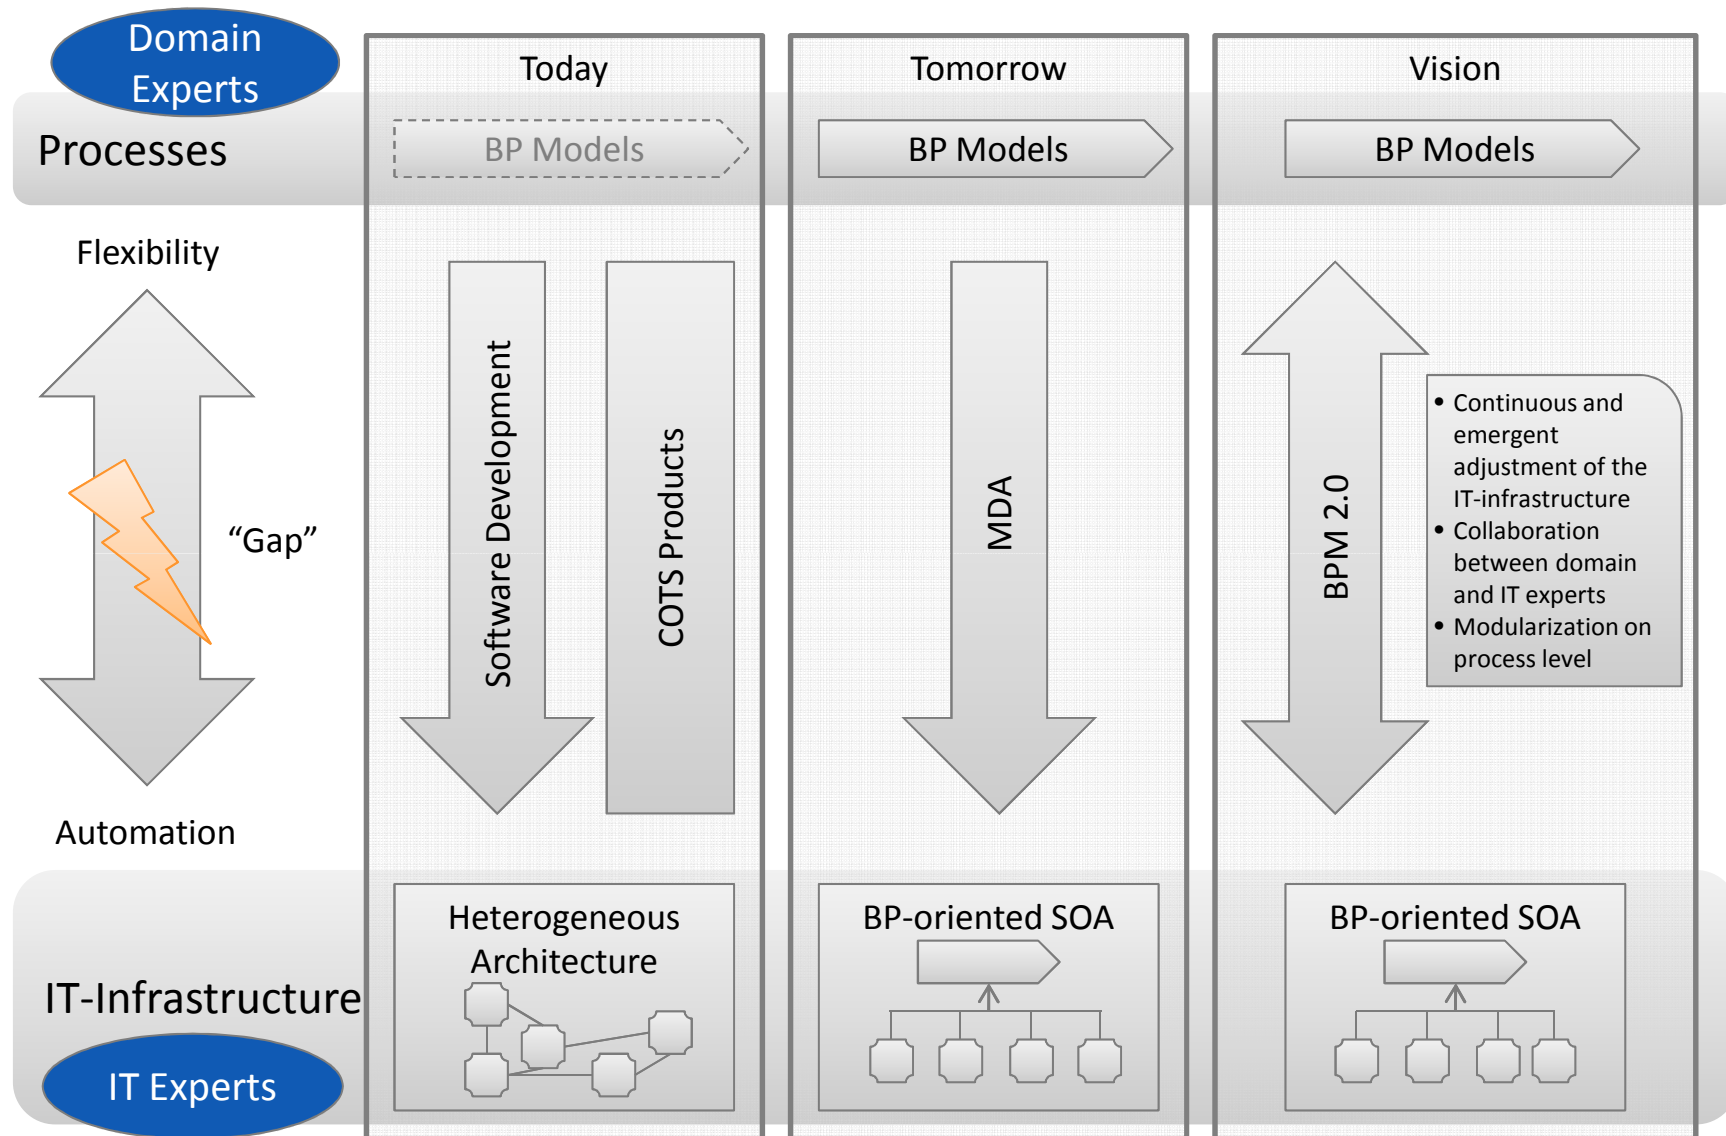 Domain
Experts
Today
Tomorrow
Vision
Processes
BP Models
BP Models
BP Models
Flexibility
“Gap”
Automation
Software Development
COTS Products
MDA
BPM 2.0
• Continuous and
emergent
adjustment of the
IT-infrastructure
• Collaboration
between domain
and IT experts
• Modularization on
process level
IT-Infrastructure
IT Experts
Heterogeneous
Architecture
BP-oriented SOA
BP-oriented SOA